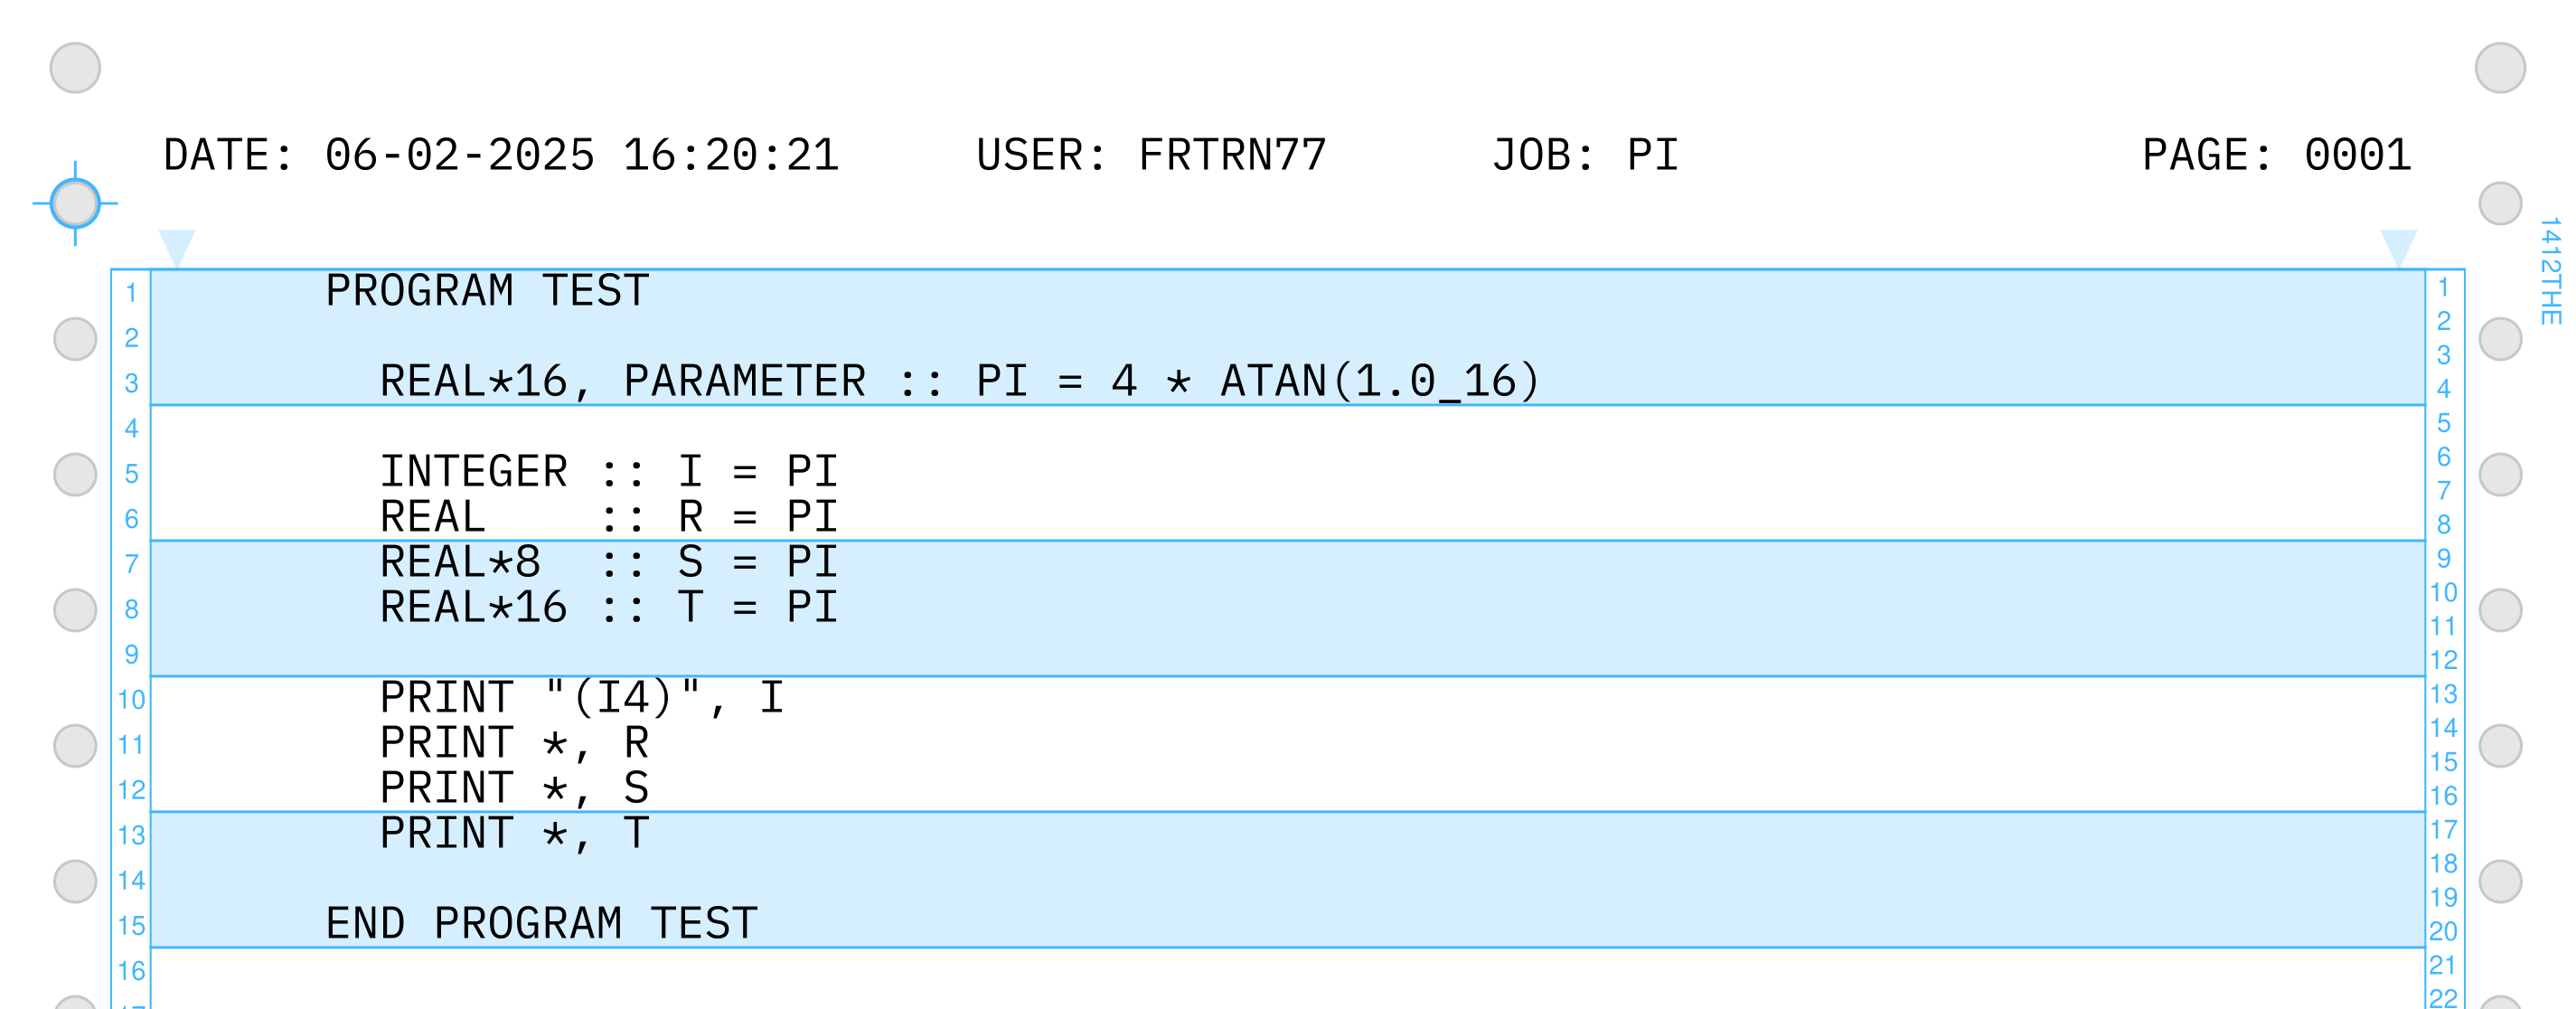 DATE: 06-02-2025 16:20:21 USER: FRTRN77 JOB: PI PAGE: 0001
1412THE
1 PROGRAM TEST 1
2 2
3 REAL*16, PARAMETER :: PI = 4 * ATAN(1.0_16) 3
4
4 5
5 INTEGER :: I = PI 6
6 REAL :: R = PI 7
8
7 REAL*8 :: S = PI 9
8 REAL*16 :: T = PI 10
11
9 12
10 PRINT "(I4)", I 13
11 PRINT *, R 14
12 PRINT *, S 15
16
13 PRINT *, T 17
14 18
19
15 END PROGRAM TEST 20
16 21
17 22